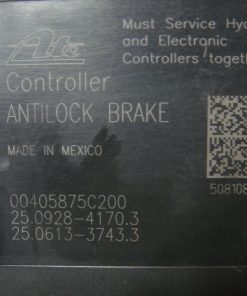 Ate
Must Service Hyd
and Electronic
Controllers togeth
Controller
ANTILOCK BRAKE
MADE IN MEXICO
508108
00405875C200
25.0928-4170.3
25.0613-3743.3